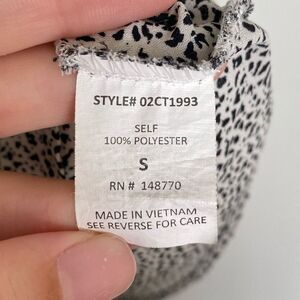 STYLE# 02CT1993
SELF
100% POLYESTER
S
RN # 148770
MADE IN VIETNAM
SEE REVERSE FOR CARE